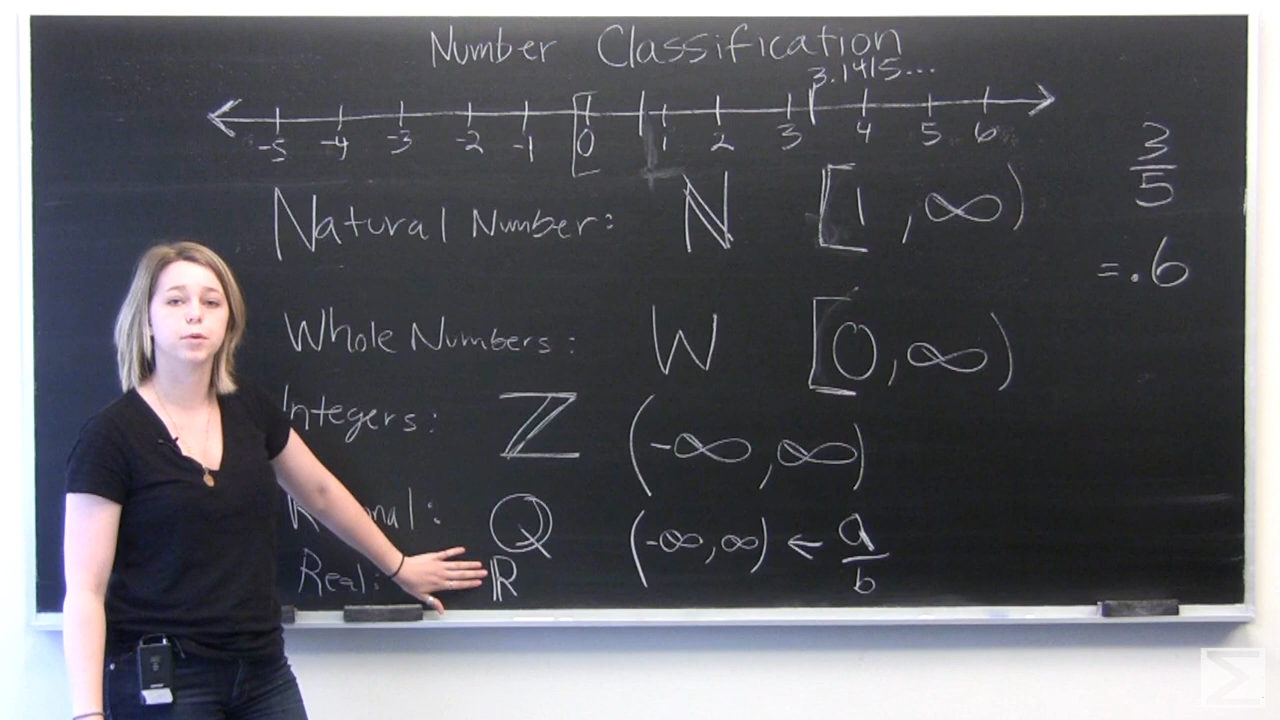 Number Classification
3.1415...
-5 -4 -3 -2 -1 [0 1 2 3 4 5 6
3/5
= .6
Natural Number: ℕ [1, ∞)
Whole Numbers: W [0, ∞)
Integers: ℤ (-∞, ∞)
nal: ℚ (-∞, ∞) ← a/b
Real: ℝ
Σ